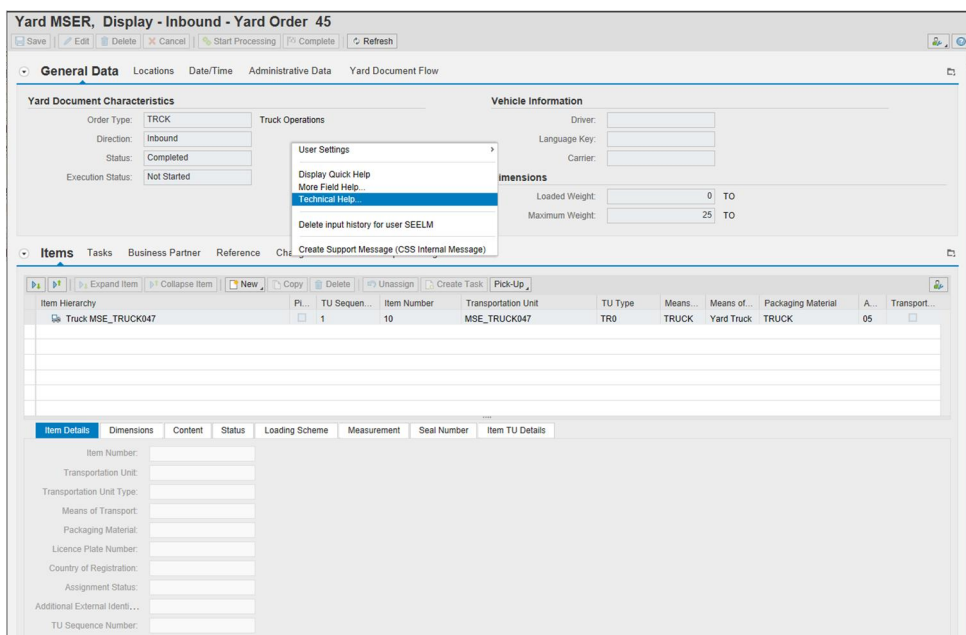 Yard MSER, Display - Inbound - Yard Order 45
Save Edit Delete Cancel Start Processing Complete Refresh
General Data Locations Date/Time Administrative Data Yard Document Flow
Yard Document Characteristics Vehicle Information
Order Type: TRCK Truck Operations Driver:
Direction: Inbound Language Key:
Status: Completed Carrier:
Execution Status: Not Started
User Settings
Display Quick Help
More Field Help...
Technical Help...
Delete input history for user SEELM
Create Support Message (CSS Internal Message)
imensions
Loaded Weight: 0 TO
Maximum Weight: 25 TO
Items Tasks Business Partner Reference
Expand Item Collapse Item New Copy Delete Unassign Create Task Pick-Up
Item Hierarchy Pi... TU Sequen... Item Number Transportation Unit TU Type Means... Means of... Packaging Material A... Transport...
Truck MSE_TRUCK047 1 10 MSE_TRUCK047 TR0 TRUCK Yard Truck TRUCK 05
Item Details Dimensions Content Status Loading Scheme Measurement Seal Number Item TU Details
Item Number:
Transportation Unit:
Transportation Unit Type:
Means of Transport:
Packaging Material:
Licence Plate Number:
Country of Registration:
Assignment Status:
Additional External Identi...
TU Sequence Number: